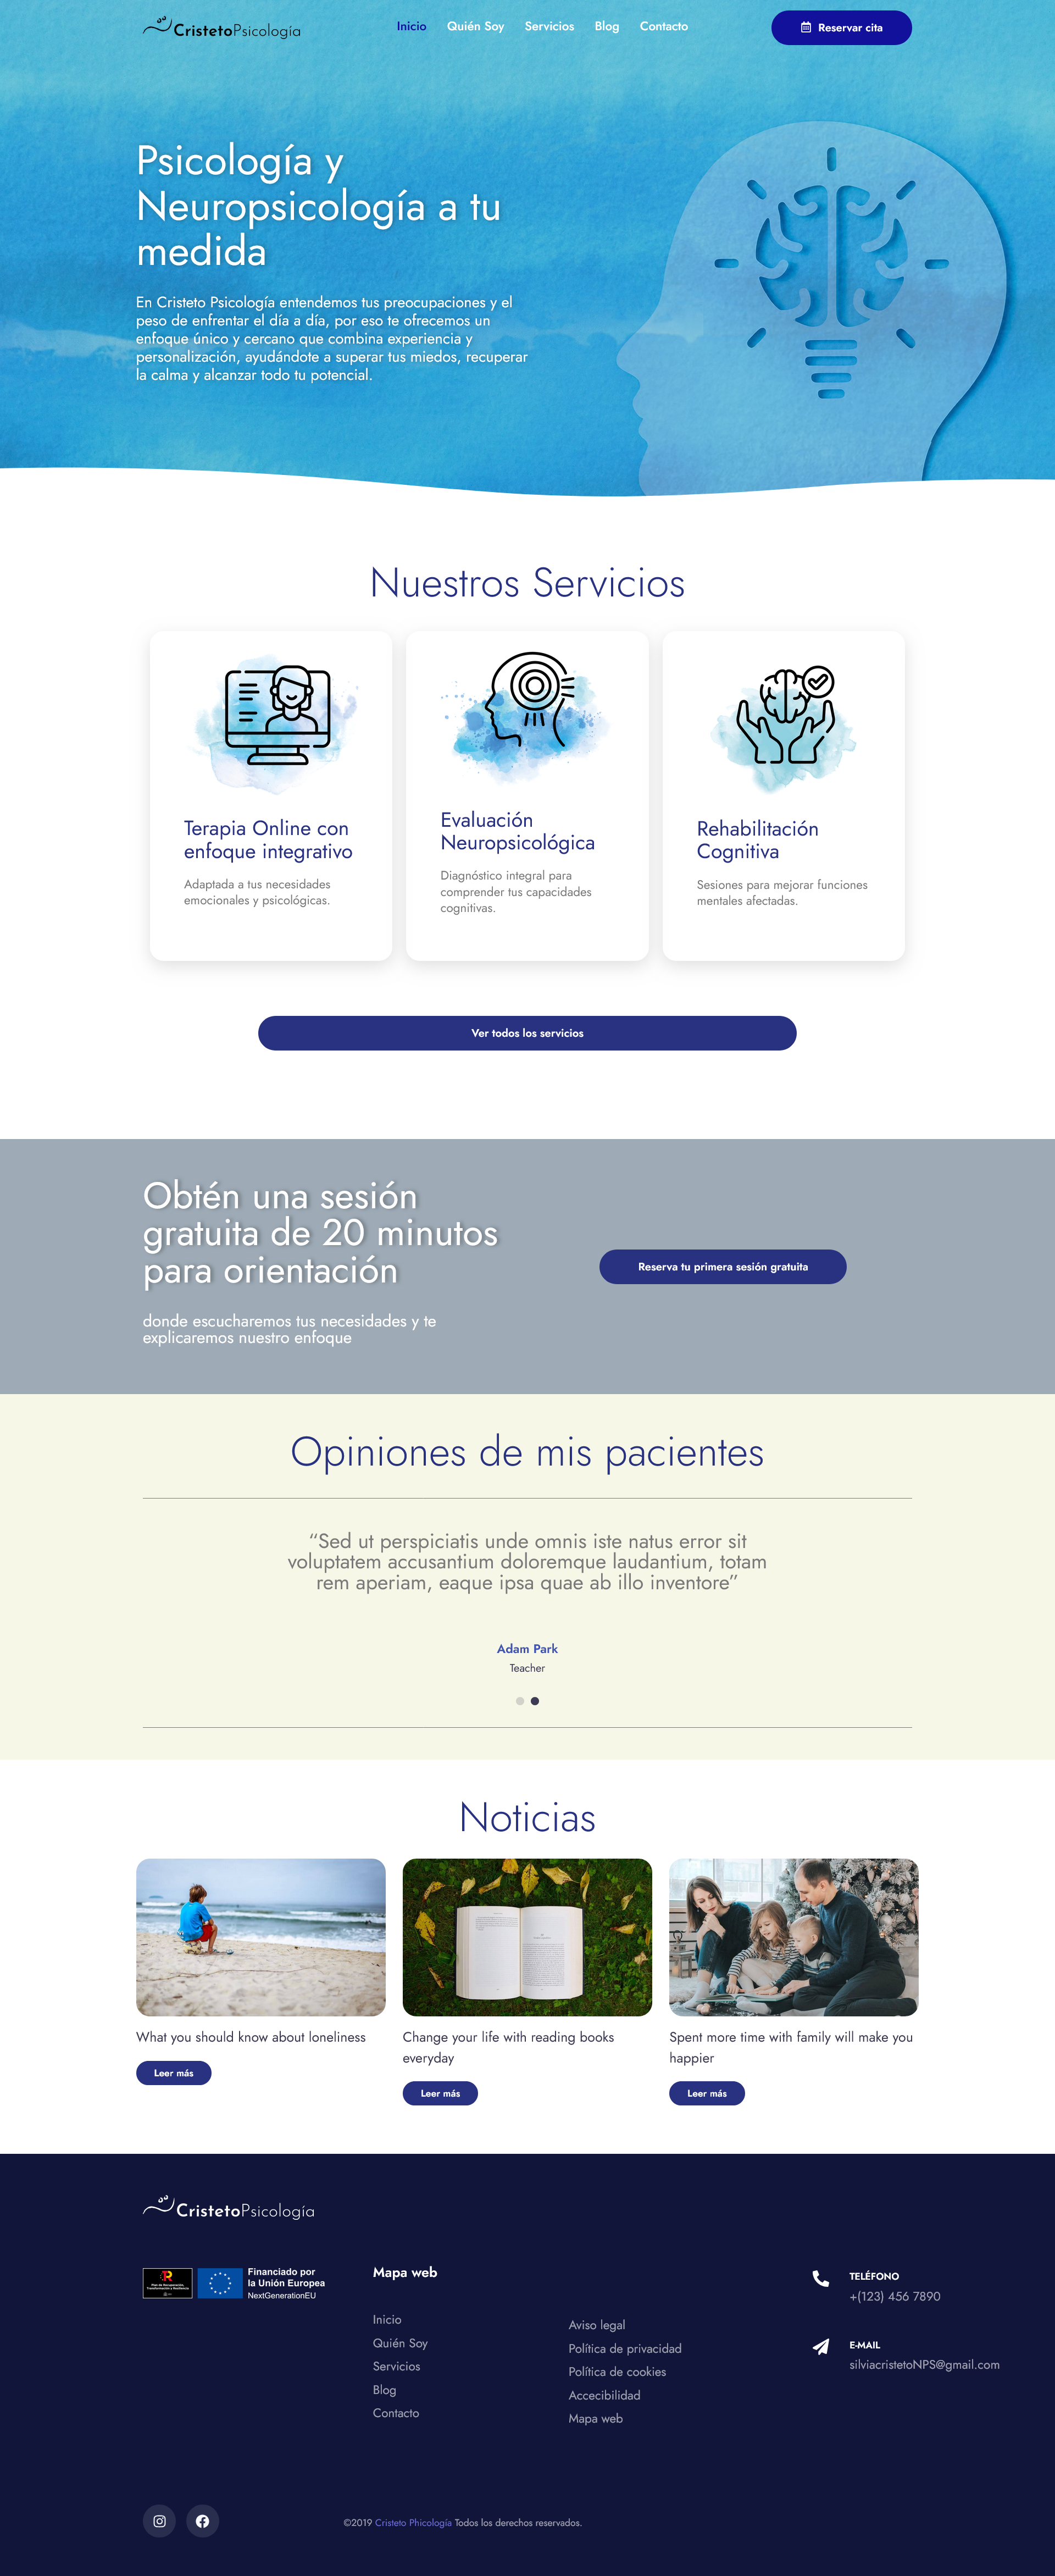 CristetoPsicología
Inicio
Quién Soy
Servicios
Blog
Contacto
Reservar cita
Psicología y
Neuropsicología a tu
medida
En Cristeto Psicología entendemos tus preocupaciones y el
peso de enfrentar el día a día, por eso te ofrecemos un
enfoque único y cercano que combina experiencia y
personalización, ayudándote a superar tus miedos, recuperar
la calma y alcanzar todo tu potencial.
Nuestros Servicios
Terapia Online con
enfoque integrativo
Adaptada a tus necesidades
emocionales y psicológicas.
Evaluación
Neuropsicológica
Diagnóstico integral para
comprender tus capacidades
cognitivas.
Rehabilitación
Cognitiva
Sesiones para mejorar funciones
mentales afectadas.
Ver todos los servicios
Obtén una sesión
gratuita de 20 minutos
para orientación
donde escucharemos tus necesidades y te
explicaremos nuestro enfoque
Reserva tu primera sesión gratuita
Opiniones de mis pacientes
“Sed ut perspiciatis unde omnis iste natus error sit
voluptatem accusantium doloremque laudantium, totam
rem aperiam, eaque ipsa quae ab illo inventore”
Adam Park
Teacher
Noticias
What you should know about loneliness
Leer más
Change your life with reading books
everyday
Leer más
Spent more time with family will make you
happier
Leer más
CristetoPsicología
Plan de Recuperación,
Transformación y Resiliencia
Financiado por
la Unión Europea
NextGenerationEU
Mapa web
Inicio
Quién Soy
Servicios
Blog
Contacto
Aviso legal
Política de privacidad
Política de cookies
Accecibilidad
Mapa web
TELÉFONO
+(123) 456 7890
E-MAIL
silviacristetoNPS@gmail.com
©2019 Cristeto Phicología Todos los derechos reservados.